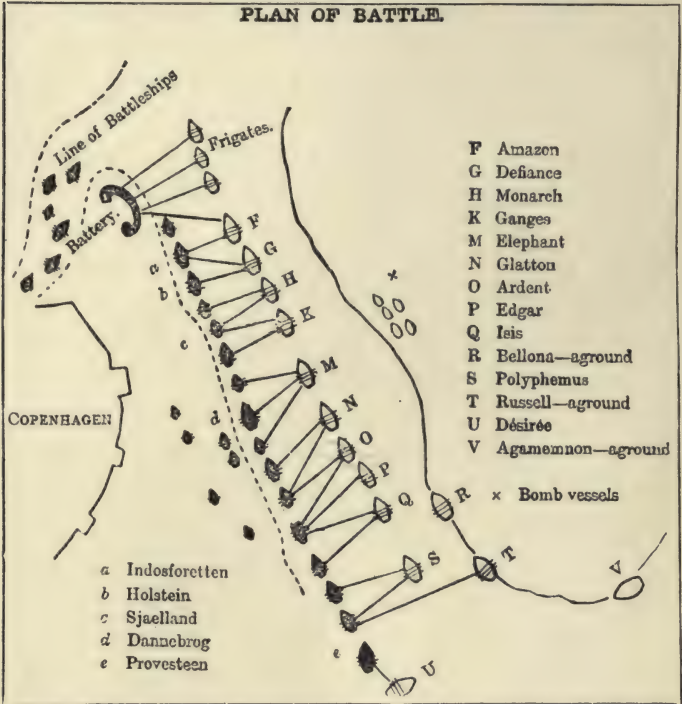 PLAN OF BATTLE.
Line of Battleships
Frigates.
Battery.
F
G
H
K
M
N
O
P
Q
R
S
T
U
V
a
b
c
d
e
×
COPENHAGEN
F Amazon
G Defiance
H Monarch
K Ganges
M Elephant
N Glatton
O Ardent
P Edgar
Q Isis
R Bellona—aground
S Polyphemus
T Russell—aground
U Désirée
V Agamemnon—aground
× Bomb vessels
a Indosforetten
b Holstein
c Sjaelland
d Dannebrog
e Provesteen